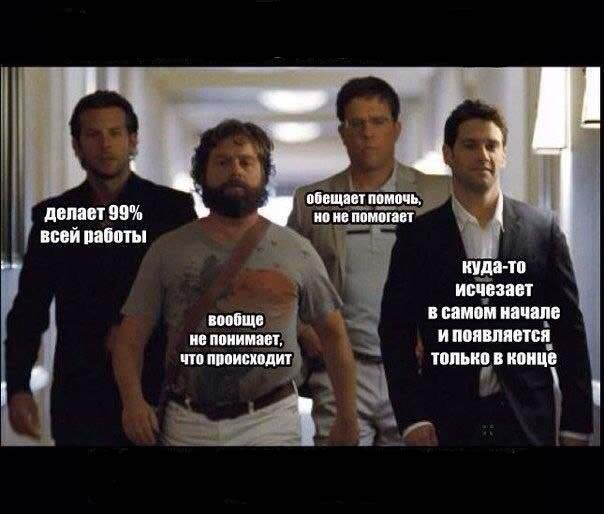 делает 99%
всей работы
вообще
не понимает,
что происходит
обещает помочь,
но не помогает
куда-то
исчезает
в самом начале
и появляется
только в конце